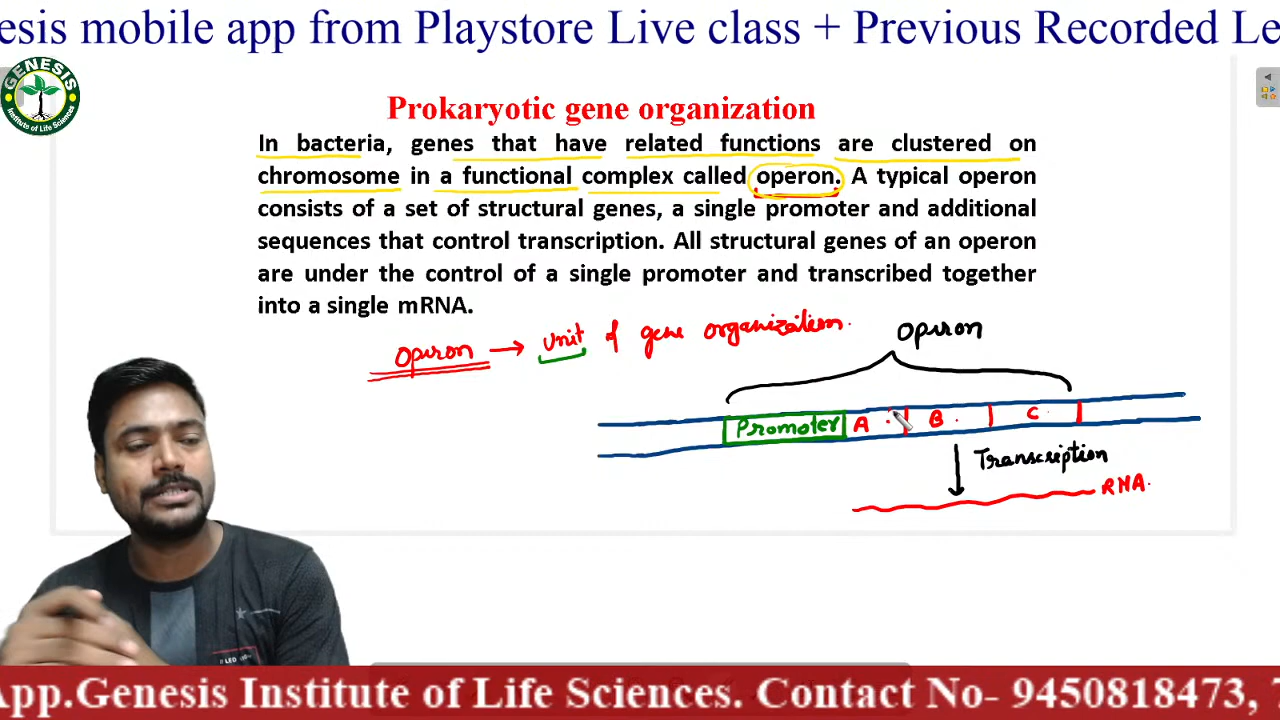 esis mobile app from Playstore Live class + Previous Recorded Le
GENESIS
Institute of Life Sciences
Prokaryotic gene organization
In bacteria, genes that have related functions are clustered on
chromosome in a functional complex called operon. A typical operon
consists of a set of structural genes, a single promoter and additional
sequences that control transcription. All structural genes of an operon
are under the control of a single promoter and transcribed together
into a single mRNA.
Operon → Unit of gene organization.
Operon
Promoter A B C
Transcription
RNA.
App.Genesis Institute of Life Sciences. Contact No- 9450818473, 7